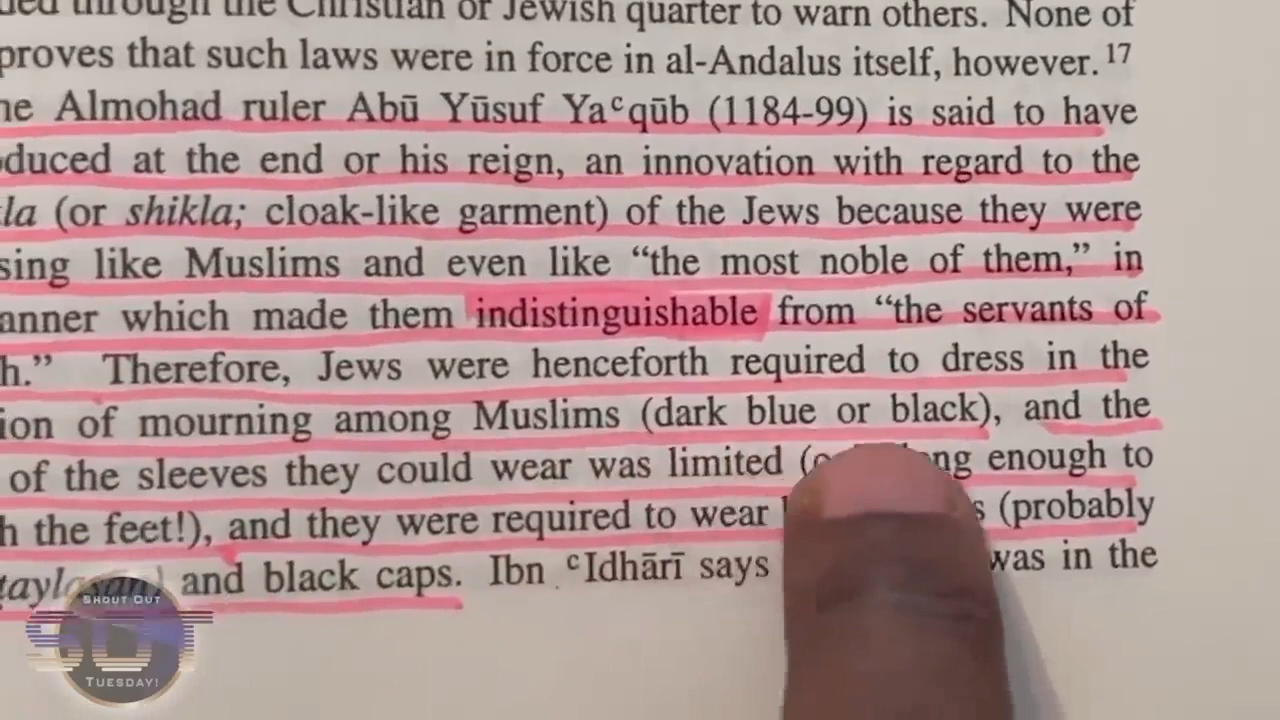 through the Christian or Jewish quarter to warn others. None of
proves that such laws were in force in al-Andalus itself, however.17
Almohad ruler Abū Yūsuf Yaᶜqūb (1184-99) is said to have
duced at the end or his reign, an innovation with regard to the
la (or shikla; cloak-like garment) of the Jews because they were
sing like Muslims and even like “the most noble of them,” in
anner which made them indistinguishable from “the servants of
h.” Therefore, Jews were henceforth required to dress in the
ion of mourning among Muslims (dark blue or black), and the
of the sleeves they could wear was limited ( ng enough to
h the feet!), and they were required to wear s (probably
and black caps. Ibn ᶜIdhārī says was in the
SHOUT OUT
SOT
TUESDAY!